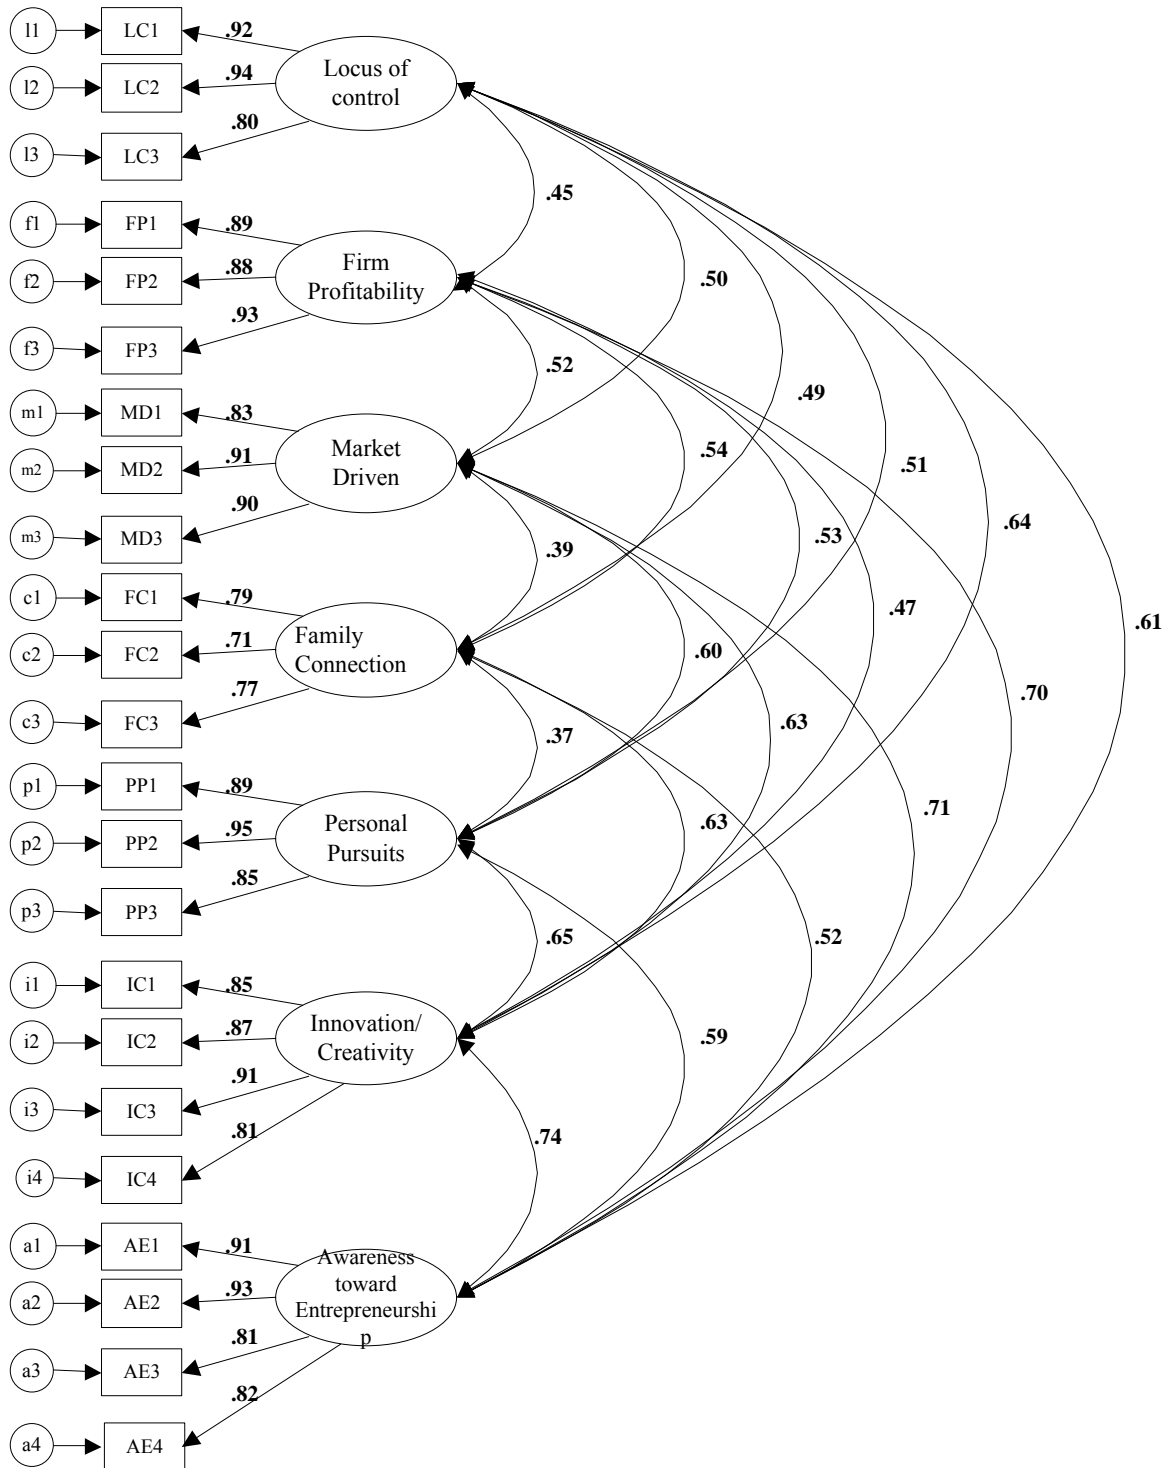 l1
LC1
.92
l2
LC2
.94
Locus of
control
l3
LC3
.80
.45
f1
FP1
.89
f2
FP2
.88
Firm
Profitability
.50
f3
FP3
.93
.52
.49
m1
MD1
.83
m2
MD2
.91
Market
Driven
.54
.51
m3
MD3
.90
.39
.53
.64
c1
FC1
.79
.47
.61
c2
FC2
.71
Family
Connection
.60
c3
FC3
.77
.37
.63
.70
p1
PP1
.89
p2
PP2
.95
Personal
Pursuits
.63
.71
p3
PP3
.85
.65
.52
i1
IC1
.85
i2
IC2
.87
Innovation/
Creativity
.59
i3
IC3
.91
i4
IC4
.81
.74
a1
AE1
.91
a2
AE2
.93
Awareness
toward
Entrepreneurshi
p
a3
AE3
.81
a4
AE4
.82